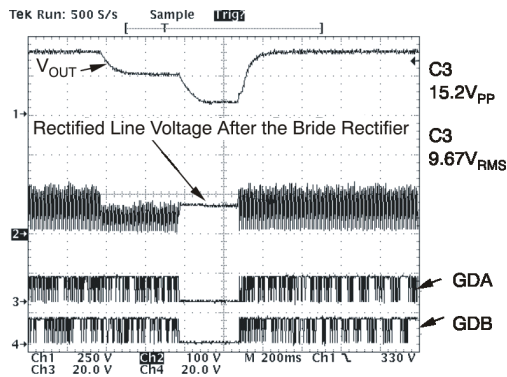 Tek Run: 500 S/s Sample Trig?
[ T ]
VOUT
C3
15.2VPP
C3
9.67VRMS
1
Rectified Line Voltage After the Bride Rectifier
2
GDA
3
GDB
4
Ch1 250 V Ch2 100 V M 200ms Ch1 330 V
Ch3 20.0 V Ch4 20.0 V